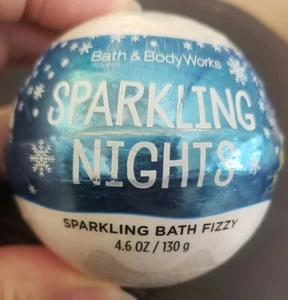 Bath & BodyWorks
SPARKLING
NIGHTS
SPARKLING BATH FIZZY
4.6 OZ / 130 g